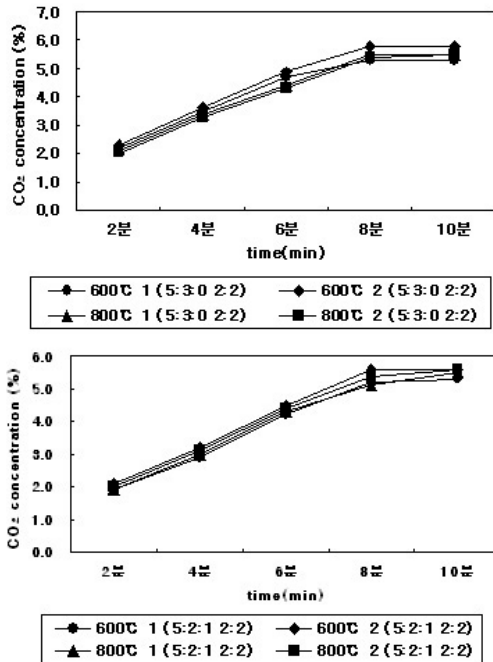 CO₂ concentration (%)
7.0
6.0
5.0
4.0
3.0
2.0
1.0
0.0
2분 4분 6분 8분 10분
time(min)
600℃ 1 (5:3:0 2:2) 600℃ 2 (5:3:0 2:2)
800℃ 1 (5:3:0 2:2) 800℃ 2 (5:3:0 2:2)
CO₂ concentration (%)
6.0
5.0
4.0
3.0
2.0
1.0
0.0
2분 4분 6분 8분 10분
time(min)
600℃ 1 (5:2:1 2:2) 600℃ 2 (5:2:1 2:2)
800℃ 1 (5:2:1 2:2) 800℃ 2 (5:2:1 2:2)